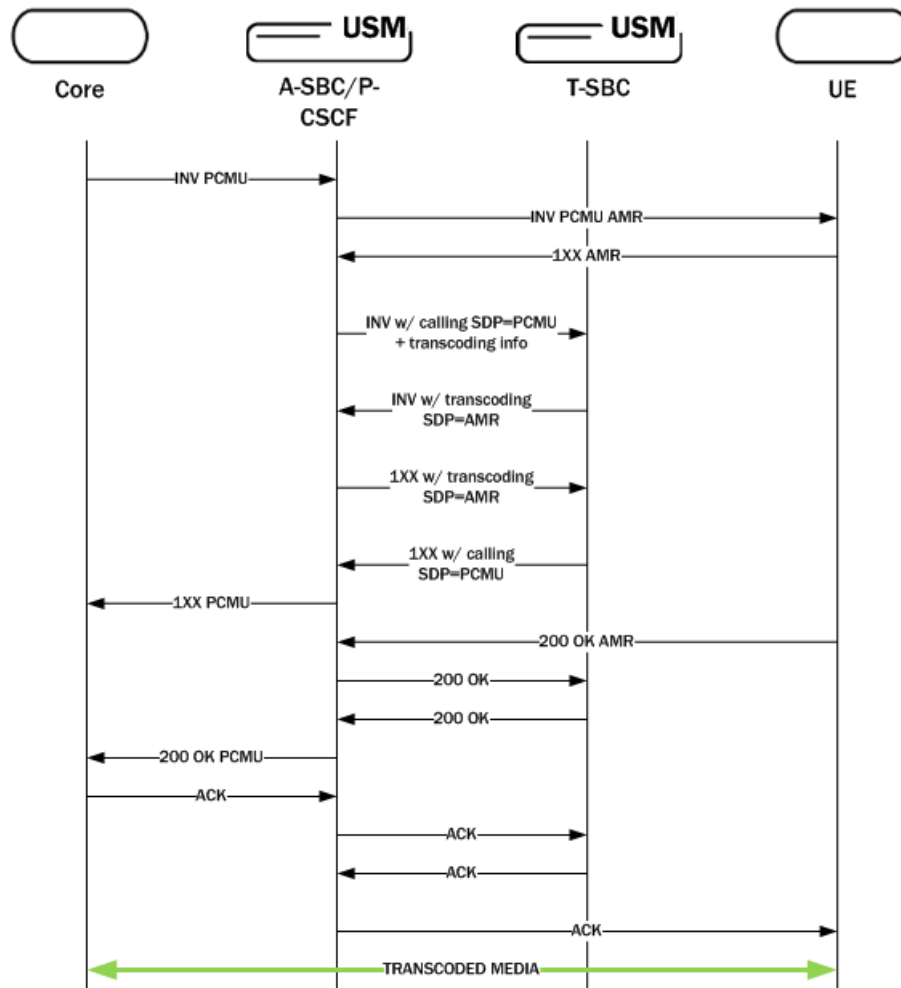 USM
USM
Core
A-SBC/P-
CSCF
T-SBC
UE
INV PCMU
INV PCMU AMR
1XX AMR
INV w/ calling SDP=PCMU
+ transcoding info
INV w/ transcoding
SDP=AMR
1XX w/ transcoding
SDP=AMR
1XX w/ calling
SDP=PCMU
1XX PCMU
200 OK AMR
200 OK
200 OK
200 OK PCMU
ACK
ACK
ACK
ACK
TRANSCODED MEDIA